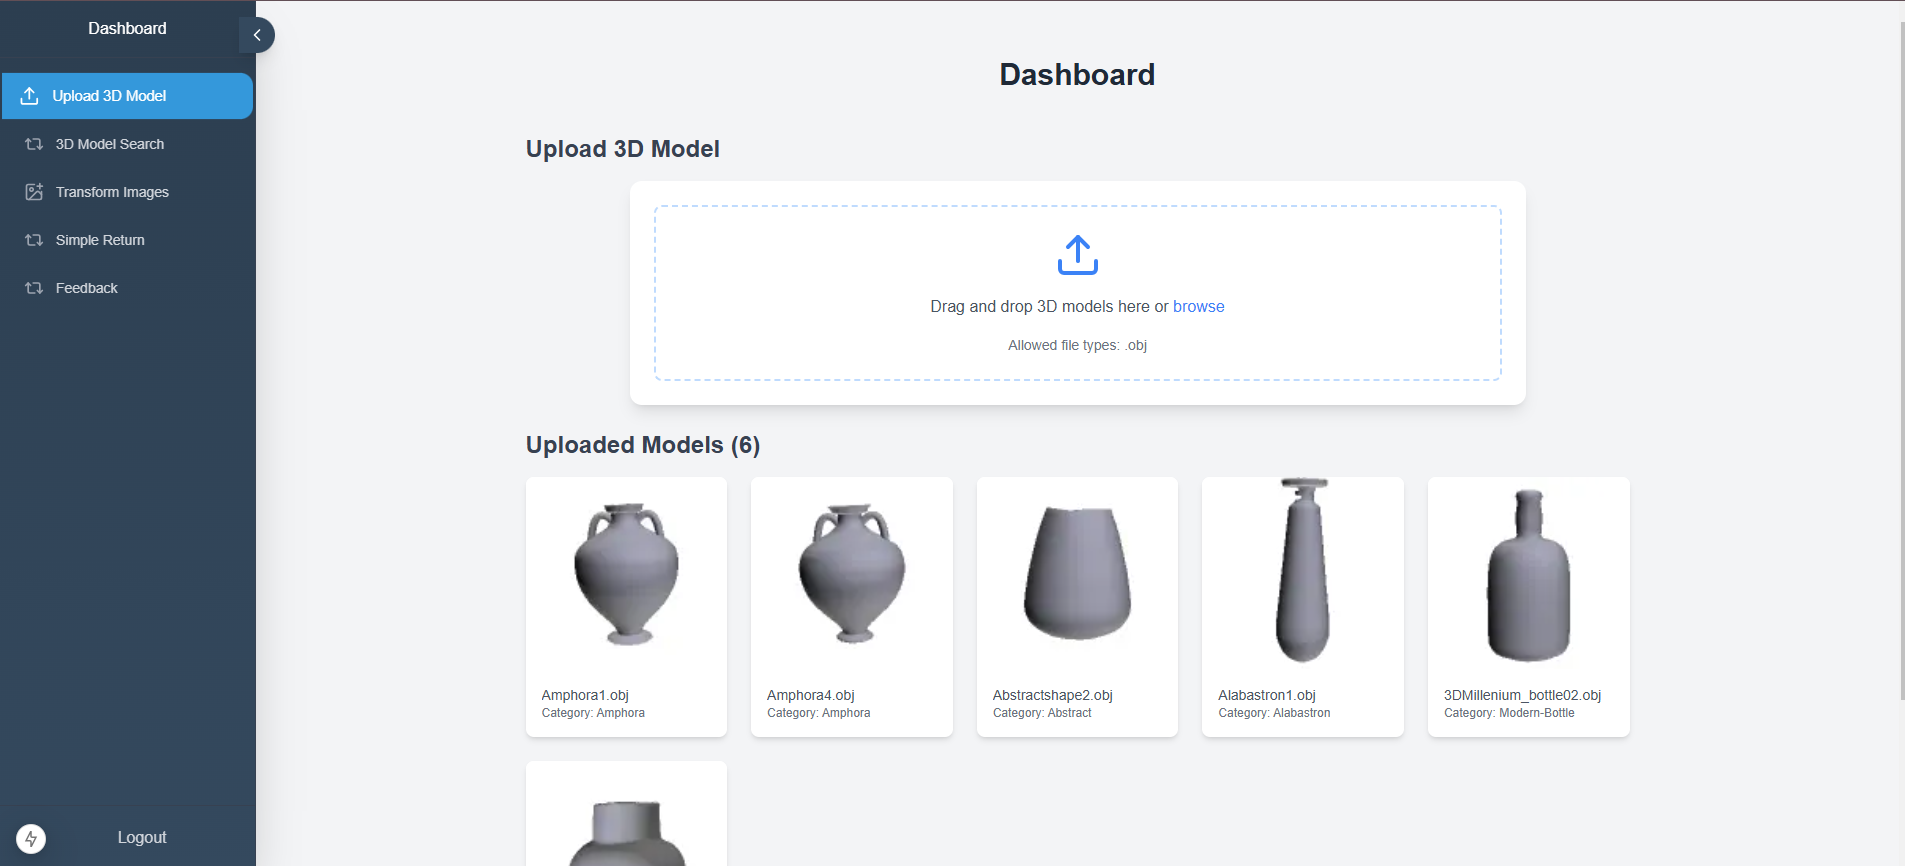 Dashboard
Upload 3D Model
3D Model Search
Transform Images
Simple Return
Feedback
Logout
Dashboard
Upload 3D Model
Drag and drop 3D models here or browse
Allowed file types: .obj
Uploaded Models (6)
Amphora1.obj
Category: Amphora
Amphora4.obj
Category: Amphora
Abstractshape2.obj
Category: Abstract
Alabastron1.obj
Category: Alabastron
3DMillenium_bottle02.obj
Category: Modern-Bottle